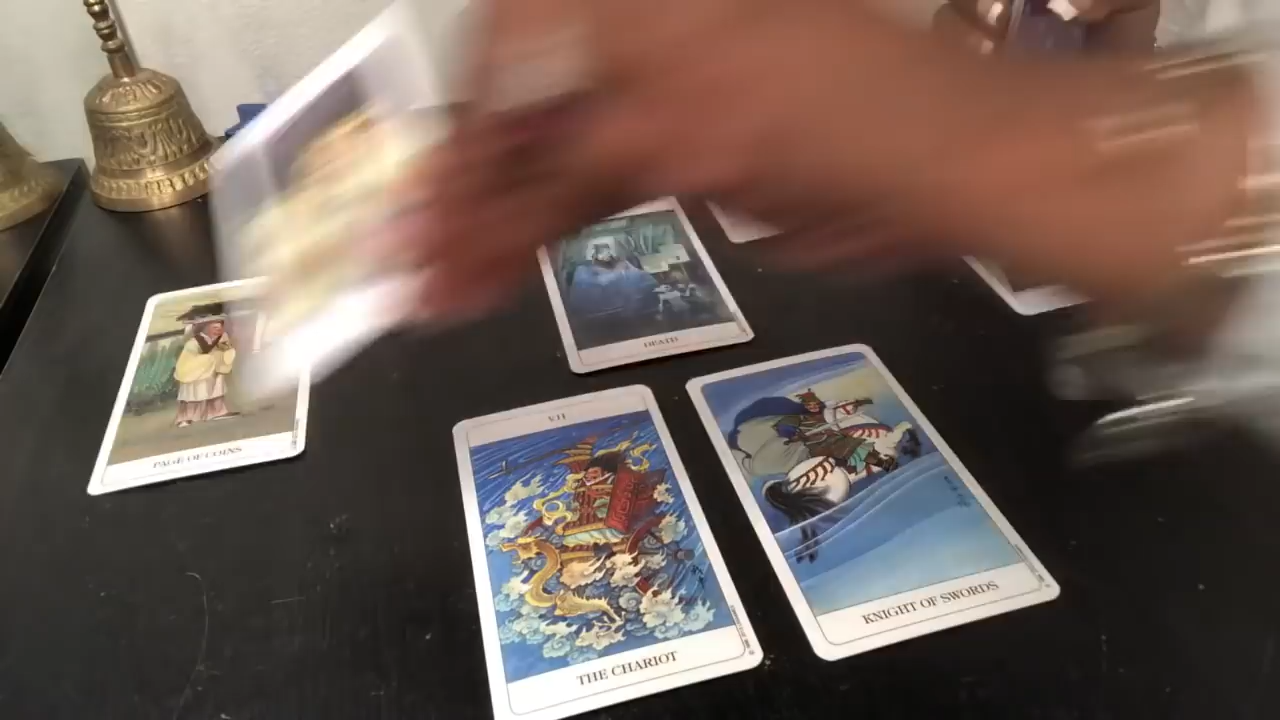 DEATH
PAGE OF COINS
VII
THE CHARIOT
KNIGHT OF SWORDS